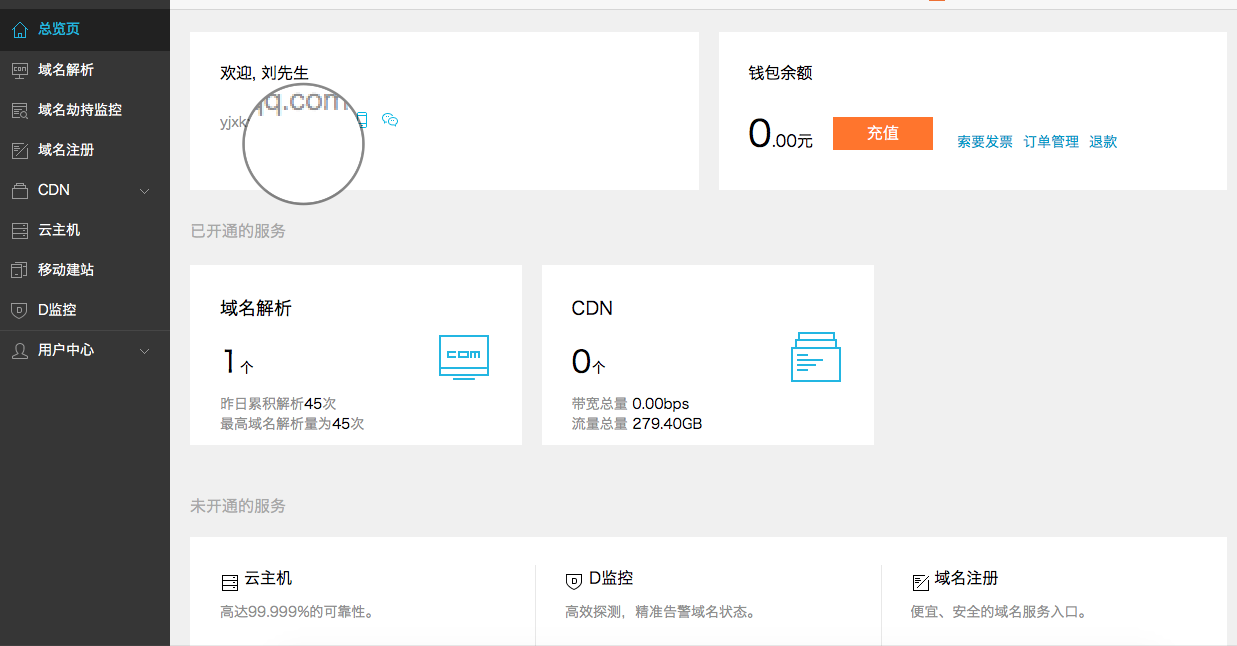 总览页
域名解析
域名劫持监控
域名注册
CDN
云主机
移动建站
D监控
用户中心
欢迎, 刘先生
qq.com
钱包余额
0.00元
充值
索要发票 订单管理 退款
已开通的服务
域名解析
1个
com
昨日累积解析45次
最高域名解析量为45次
CDN
0个
带宽总量 0.00bps
流量总量 279.40GB
未开通的服务
云主机
高达99.999%的可靠性。
D监控
高效探测，精准告警域名状态。
域名注册
便宜、安全的域名服务入口。